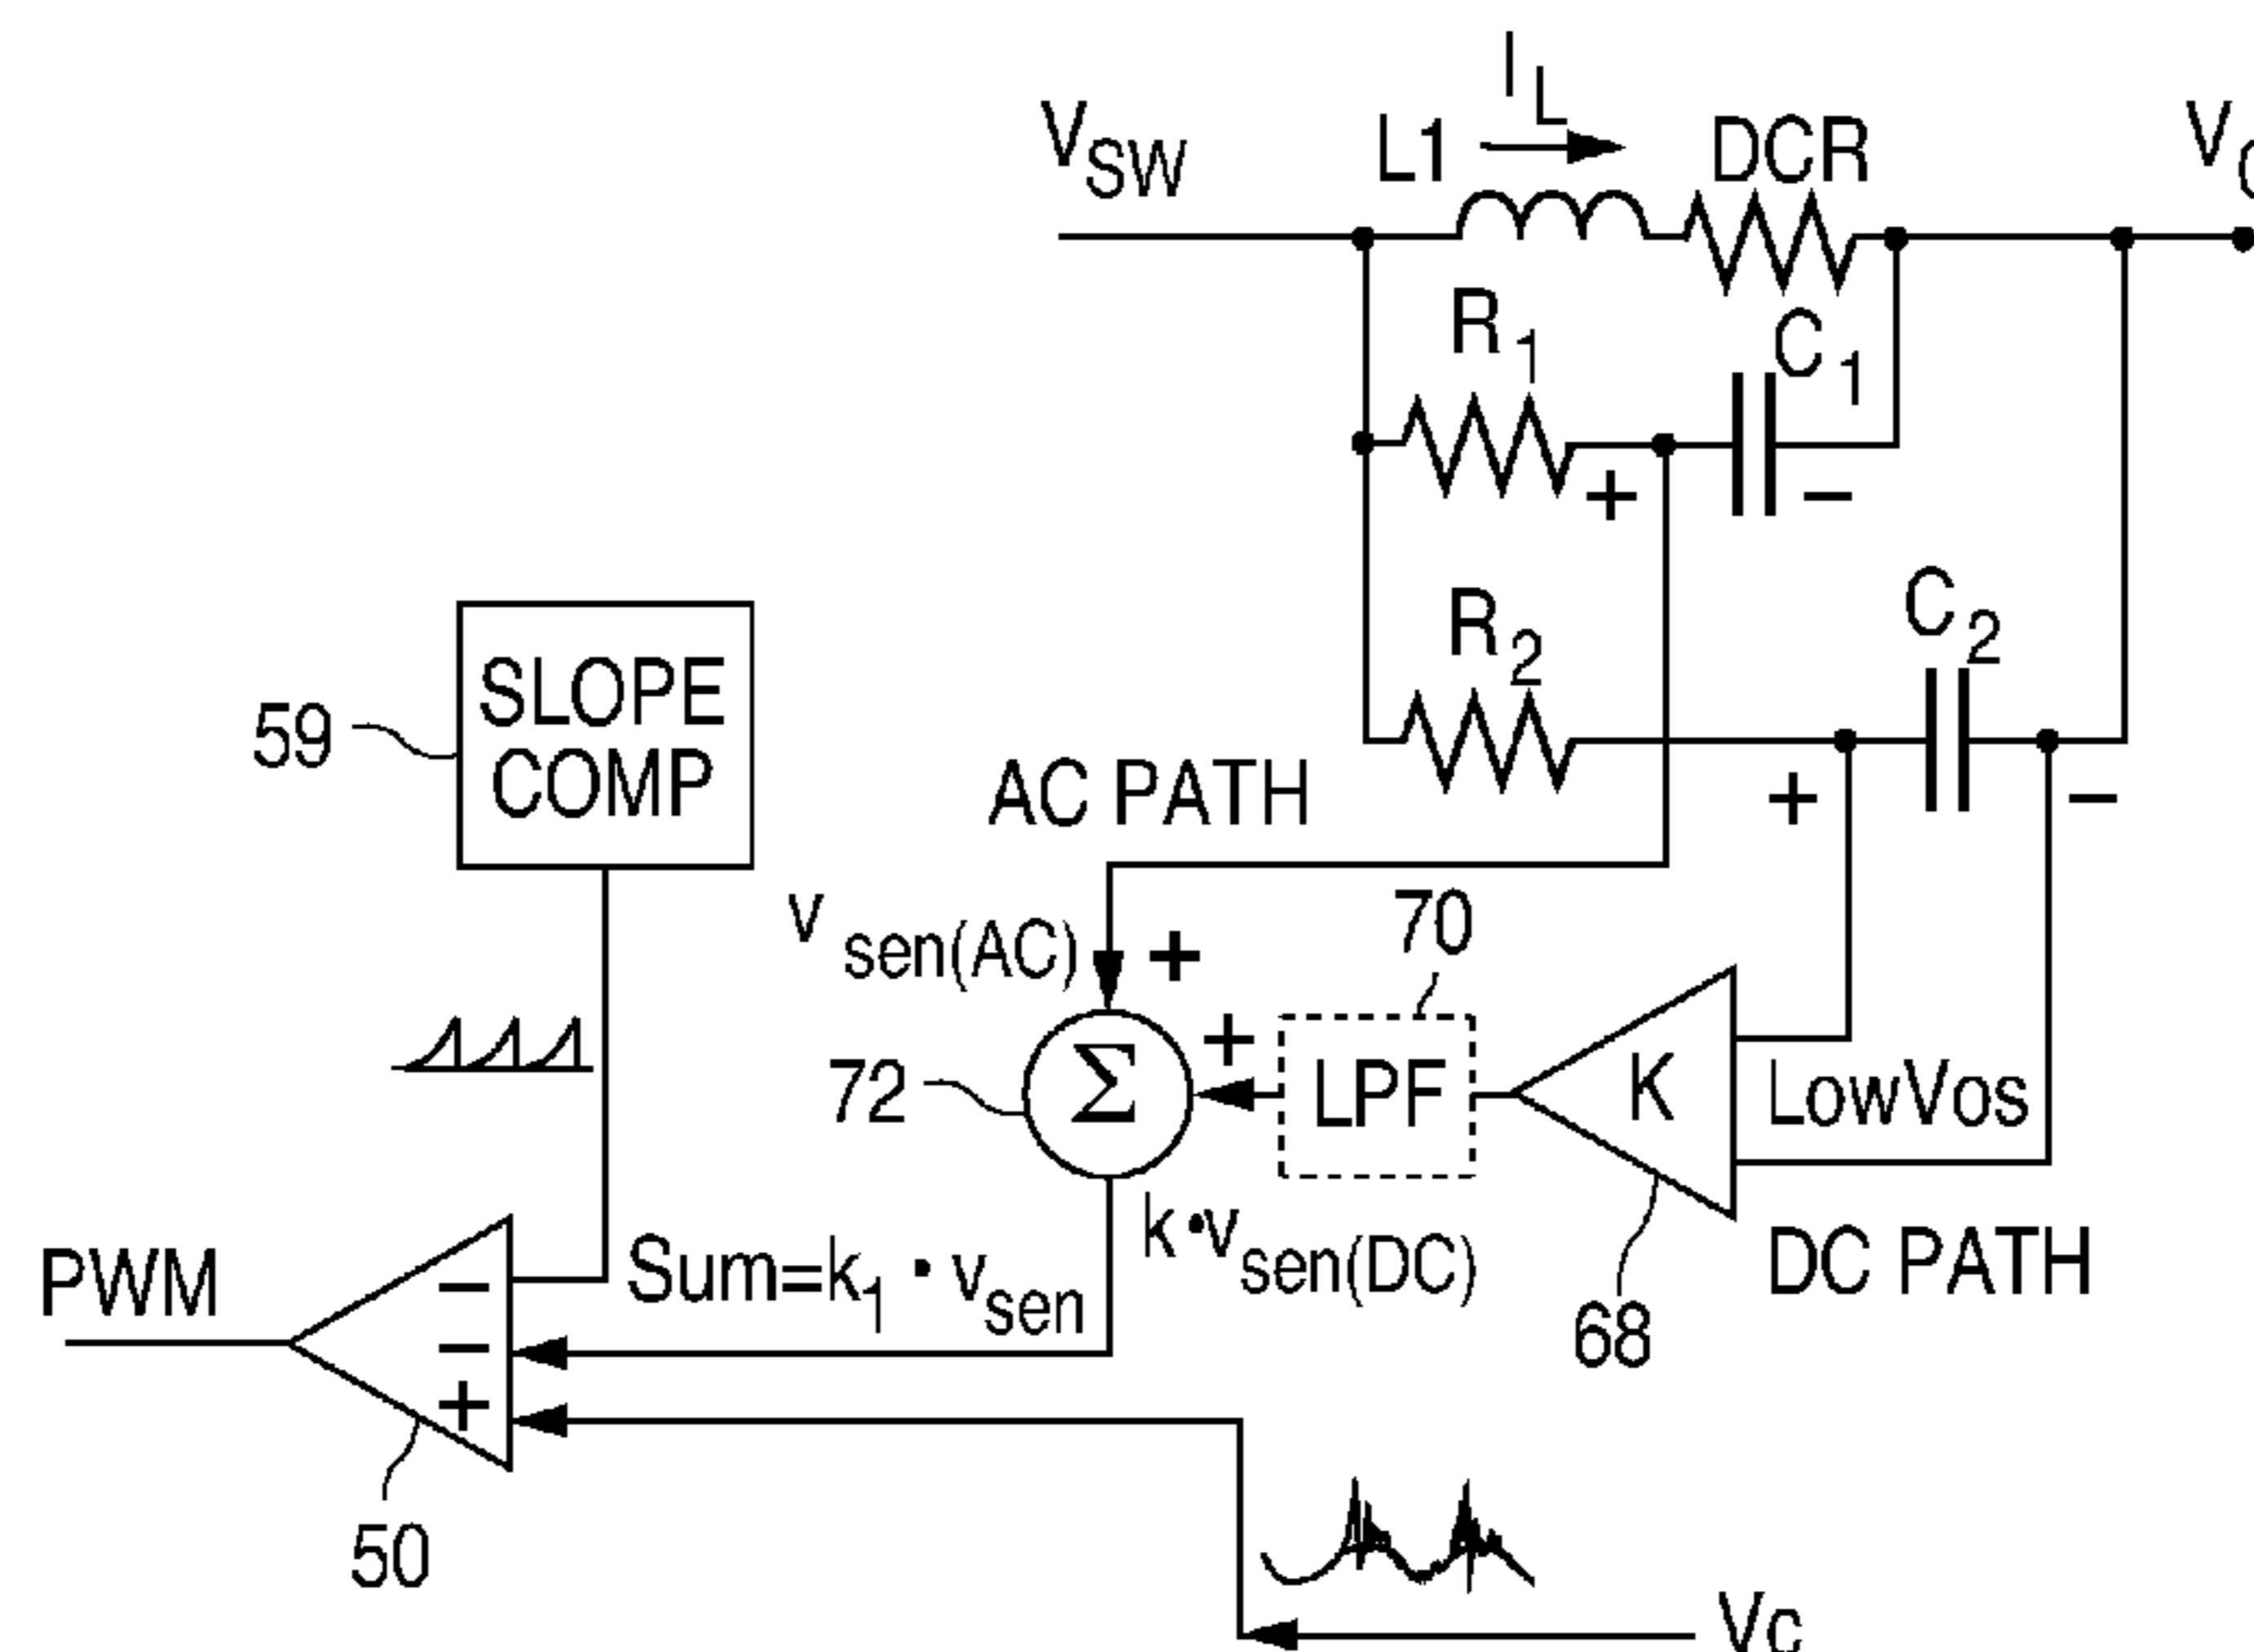 I L
V SW
L1
DCR
V
R 1
C 1
R 2
C 2
SLOPE
COMP
59
AC PATH
v sen(AC)
+
-
+
-
70
+
+
72
Σ
LPF
K
LowVos
k•v sen(DC)
DC PATH
68
PWM
Sum=k1 • v sen
-
-
+
50
Vc